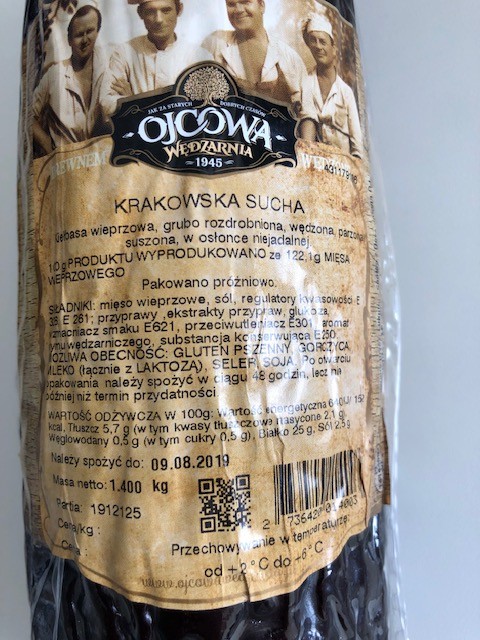 JAK ZA STARYCH DOBRYCH CZASÓW
OJCOWA
WĘDZARNIA
1945
KRAKOWSKA SUCHA
Kiełbasa wieprzowa, grubo rozdrobniona, wędzona, parzona,
suszona, w osłonce niejadalnej.
PRODUKTU WYPRODUKOWANO ze 122,1g MIĘSA
WIEPRZOWEGO
Pakowano próżniowo.
SKŁADNIKI: mięso wieprzowe, sól, regulatory kwasowości: E
E 261; przyprawy, ekstrakty przypraw, glukoza,
wzmacniacz smaku E621, przeciwutleniacz E301, aromat
dymu wędzarniczego, substancja konserwująca E250.
MOŻLIWA OBECNOŚĆ: GLUTEN PSZENNY, GORCZYCA,
MLEKO (łącznie z LAKTOZĄ), SELER, SOJA. Po otwarciu
opakowania należy spożyć w ciągu 48 godzin, lecz nie
później niż termin przydatności
WARTOŚĆ ODŻYWCZA W 100g: Wartość energetyczna
kcal, Tłuszcz 5,7 g (w tym kwasy tłuszczowe nasycone 2,1 g),
Węglowodany 0,5 g (w tym cukry 0,5 g), Białko 25 g, Sól
Należy spożyć do: 09.08.2019
Masa netto: 1.400 kg
Partia: 1912125
Cena/kg :
Cena :
Przechowywać w temperaturze:
od +2°C do +6°C